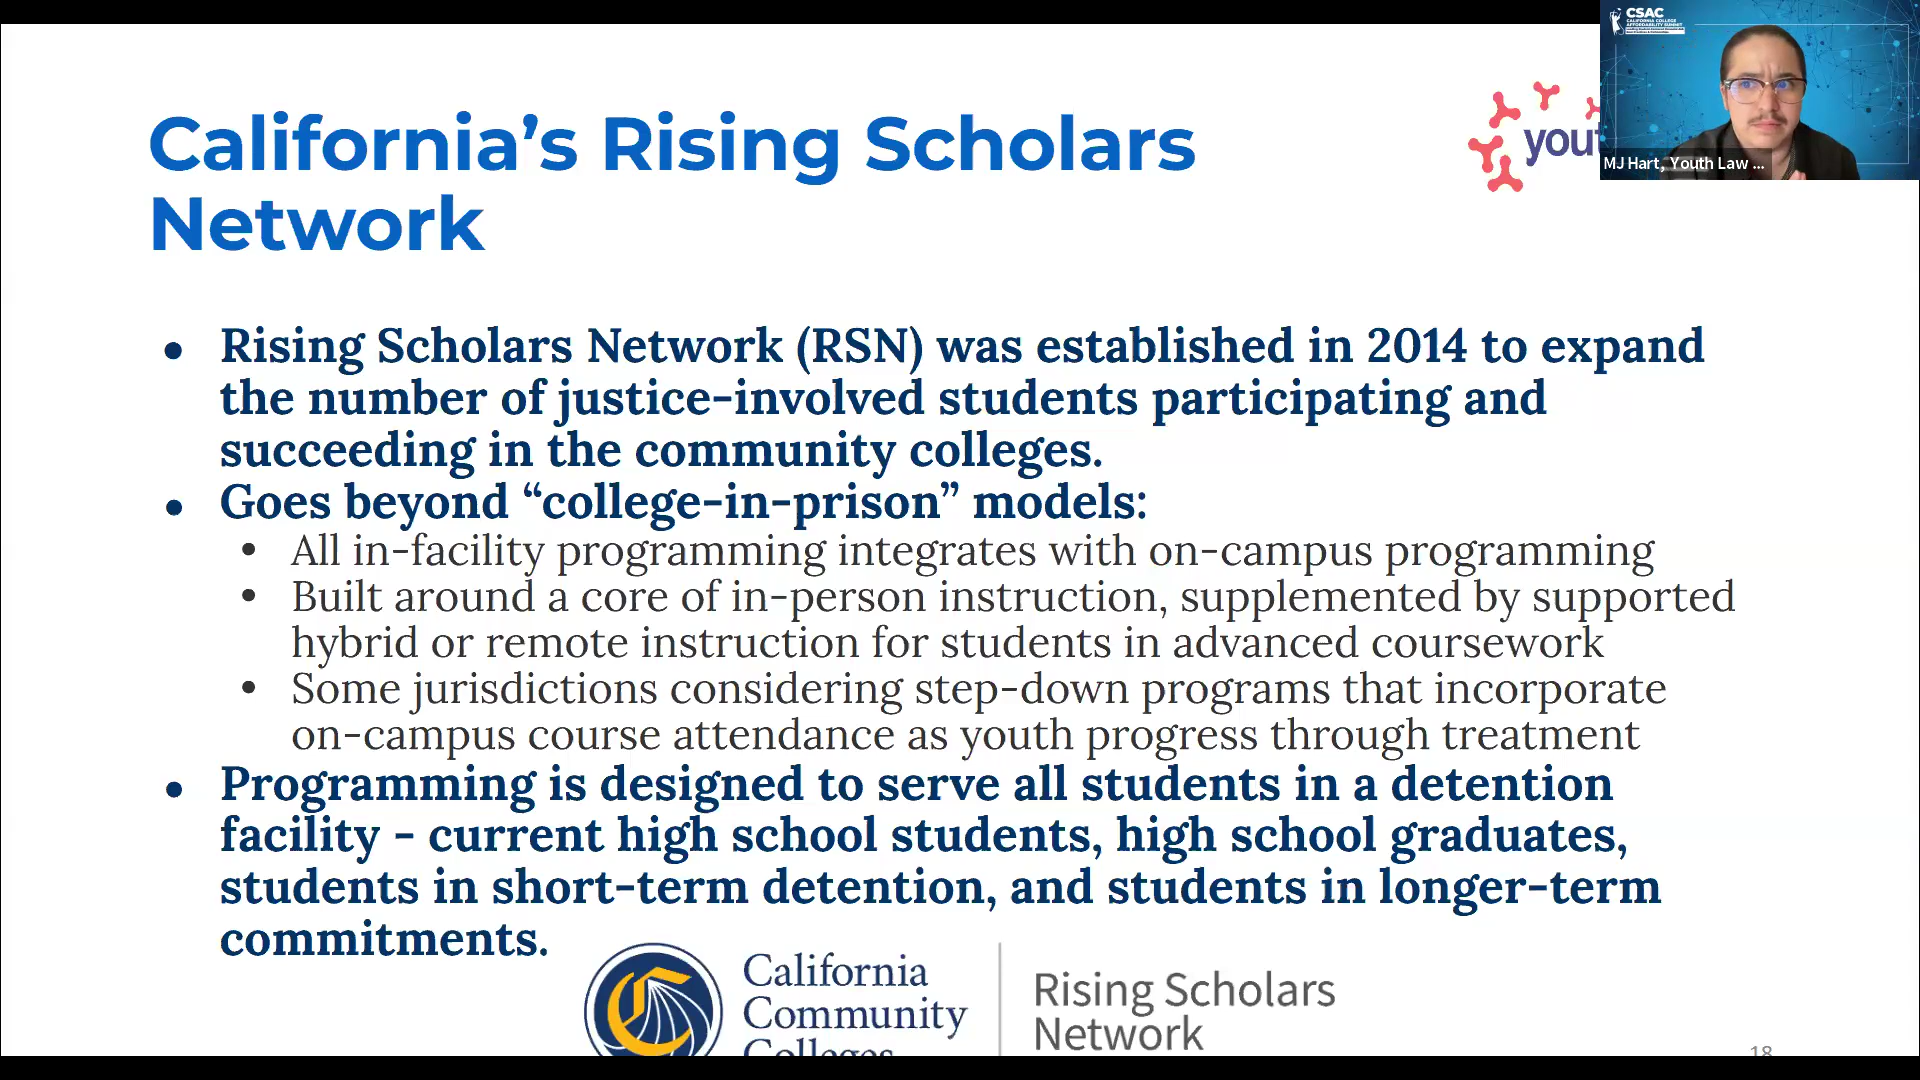 CSAC
CALIFORNIA COLLEGE
AFFORDABILITY SUMMIT
California's Rising Scholars
Network
MJ Hart, Youth Law ...
● Rising Scholars Network (RSN) was established in 2014 to expand
the number of justice-involved students participating and
succeeding in the community colleges.
● Goes beyond “college-in-prison” models:
• All in-facility programming integrates with on-campus programming
• Built around a core of in-person instruction, supplemented by supported
hybrid or remote instruction for students in advanced coursework
• Some jurisdictions considering step-down programs that incorporate
on-campus course attendance as youth progress through treatment
● Programming is designed to serve all students in a detention
facility - current high school students, high school graduates,
students in short-term detention, and students in longer-term
commitments.
California
Community
Colleges
Rising Scholars
Network
18